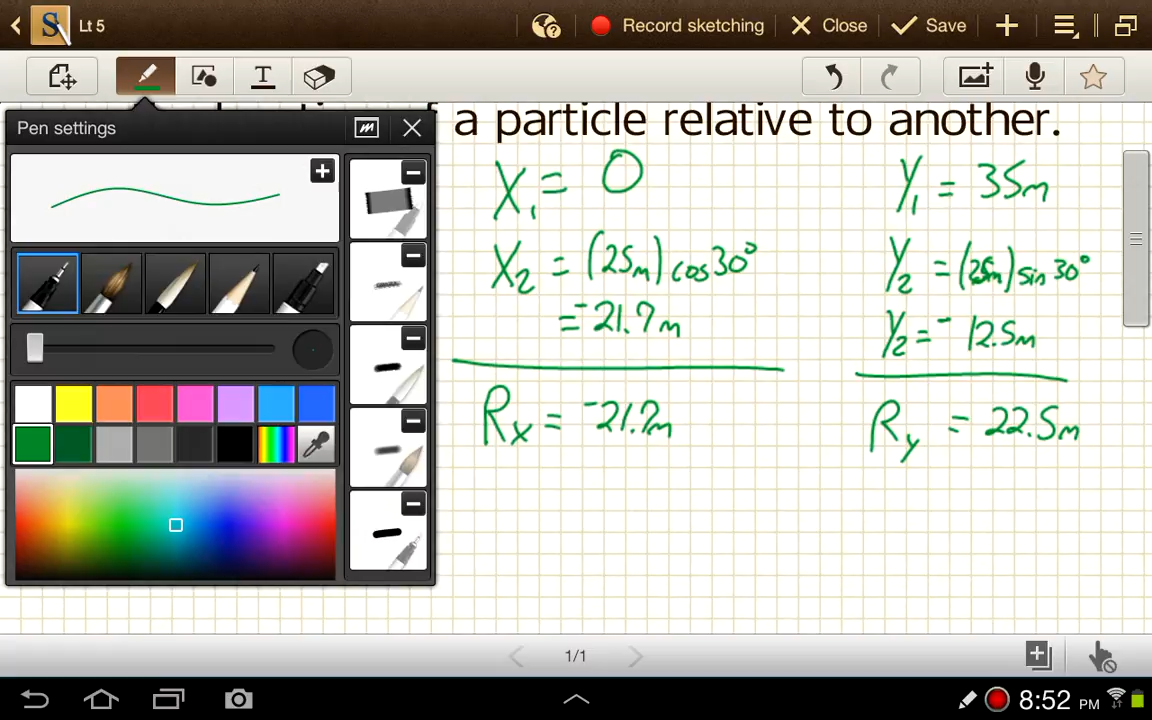 S Lt 5 Record sketching Close Save
T
Pen settings
a particle relative to another.
X₁ = 0
Y₁ = 35m
X₂ = (25m) cos 30°
Y₂ = (25m) sin 30°
= -21.7m
Y₂ = -12.5m
Rx = -21.7m
Ry = 22.5m
1/1
8:52 PM